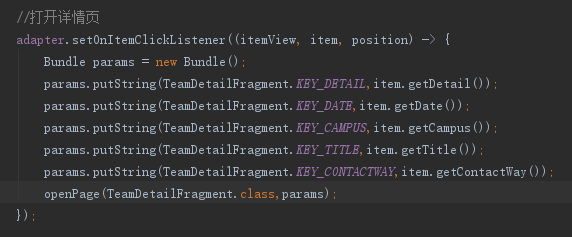 //打开详情页
adapter.setOnItemClickListener((itemView, item, position) -> {
    Bundle params = new Bundle();
    params.putString(TeamDetailFragment.KEY_DETAIL,item.getDetail());
    params.putString(TeamDetailFragment.KEY_DATE,item.getDate());
    params.putString(TeamDetailFragment.KEY_CAMPUS,item.getCampus());
    params.putString(TeamDetailFragment.KEY_TITLE,item.getTitle());
    params.putString(TeamDetailFragment.KEY_CONTACTWAY,item.getContactWay());
    openPage(TeamDetailFragment.class,params);
});